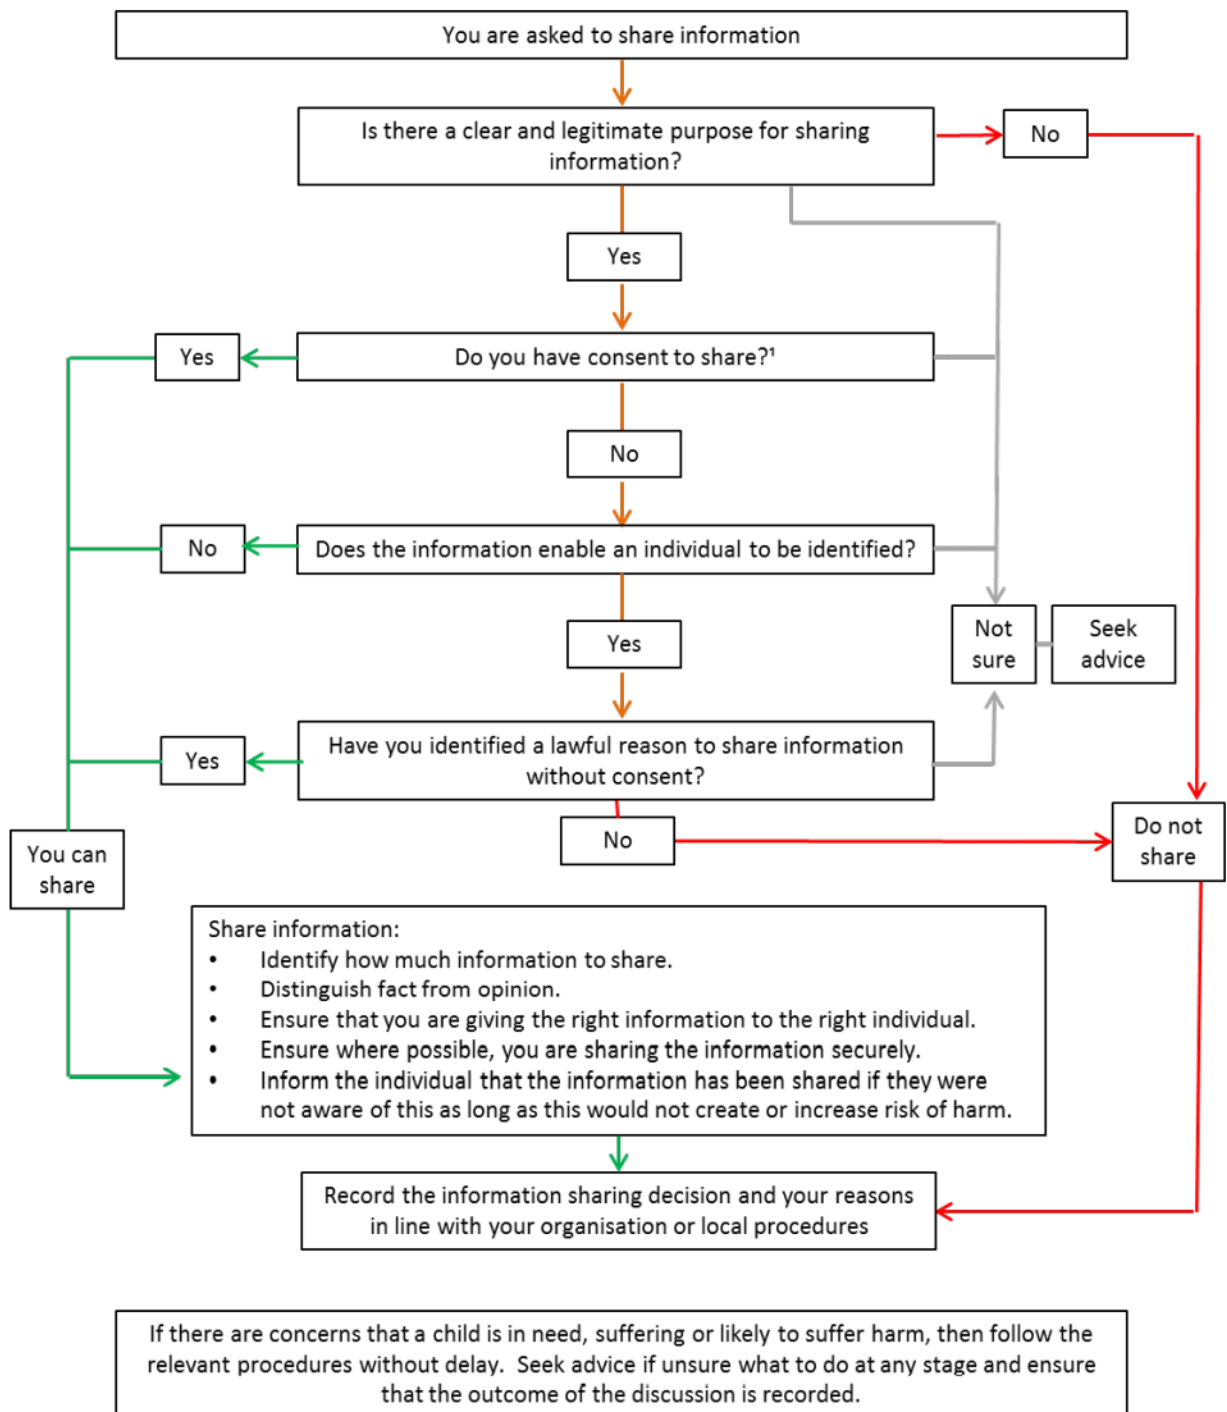 You are asked to share information
Is there a clear and legitimate purpose for sharing
information?
No
Yes
Do you have consent to share?¹
Yes
No
Does the information enable an individual to be identified?
No
Yes
Not
sure
Seek
advice
Have you identified a lawful reason to share information
without consent?
Yes
No
You can
share
Do not
share
Share information:
• Identify how much information to share.
• Distinguish fact from opinion.
• Ensure that you are giving the right information to the right individual.
• Ensure where possible, you are sharing the information securely.
• Inform the individual that the information has been shared if they were
not aware of this as long as this would not create or increase risk of harm.
Record the information sharing decision and your reasons
in line with your organisation or local procedures
If there are concerns that a child is in need, suffering or likely to suffer harm, then follow the
relevant procedures without delay. Seek advice if unsure what to do at any stage and ensure
that the outcome of the discussion is recorded.